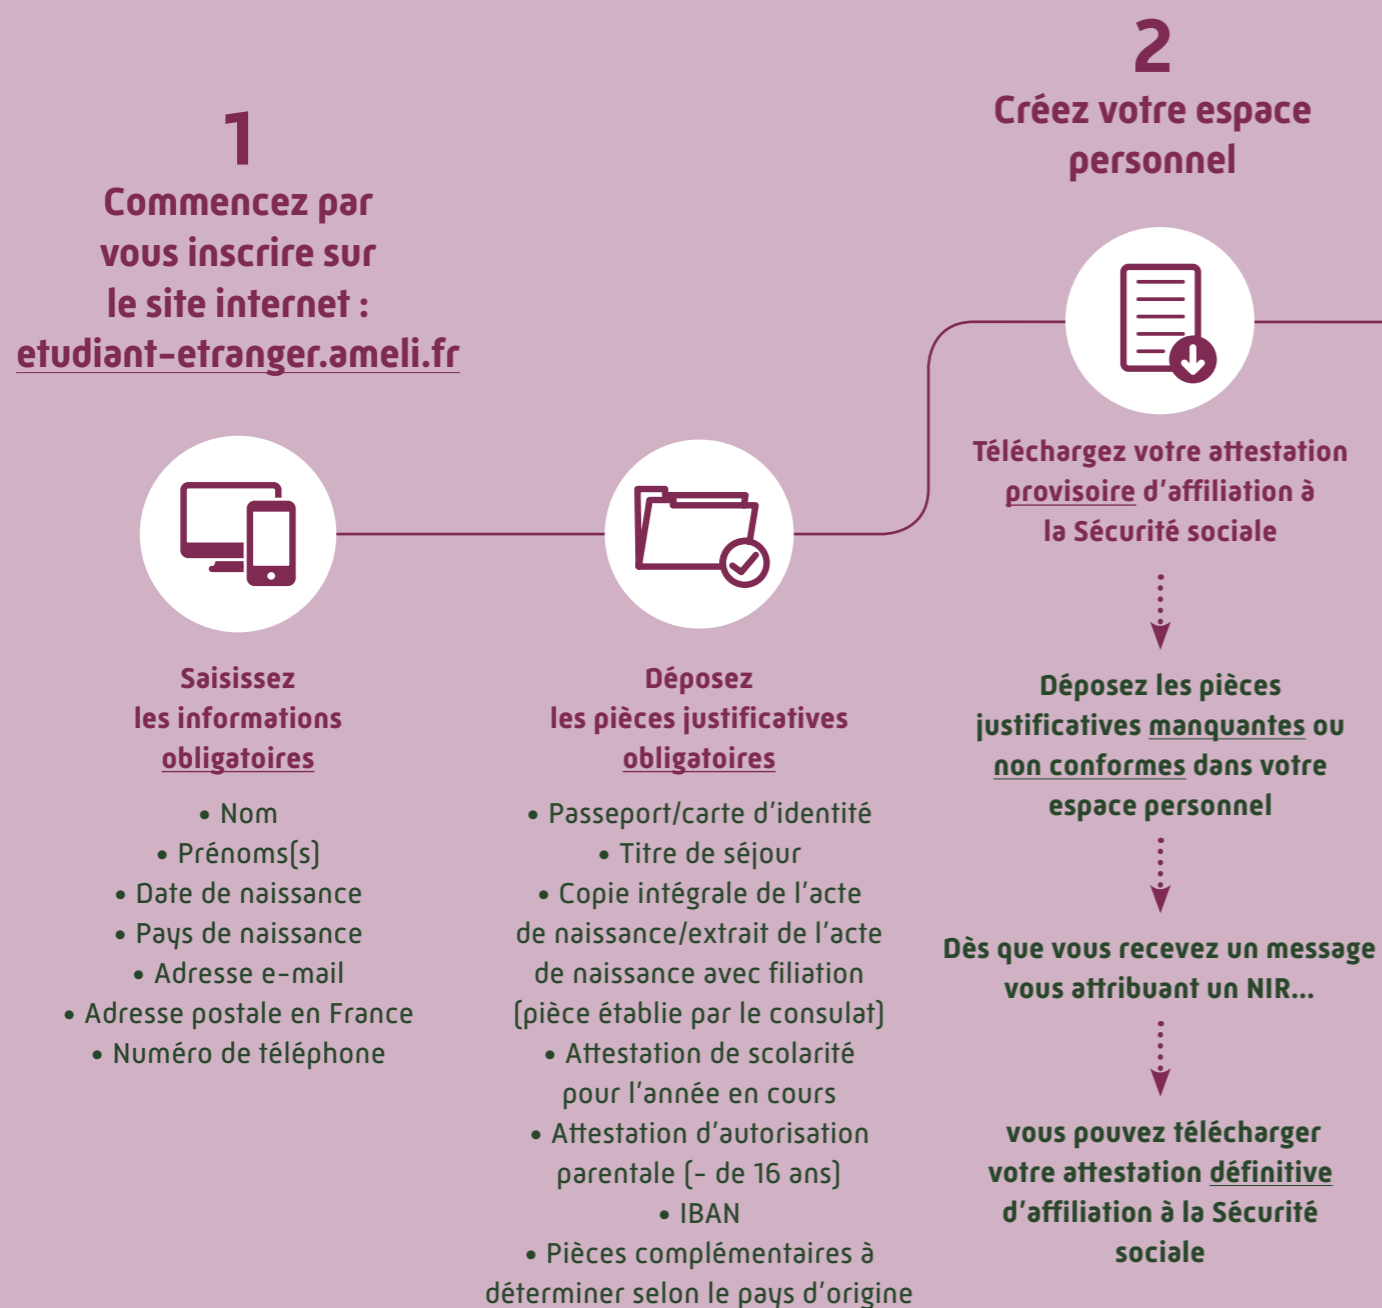 1
Commencez par
vous inscrire sur
le site internet :
etudiant-etranger.ameli.fr
Saisissez
les informations
obligatoires
• Nom
• Prénoms(s)
• Date de naissance
• Pays de naissance
• Adresse e-mail
• Adresse postale en France
• Numéro de téléphone
Déposez
les pièces justificatives
obligatoires
• Passeport/carte d'identité
• Titre de séjour
• Copie intégrale de l'acte
de naissance/extrait de l'acte
de naissance avec filiation
(pièce établie par le consulat)
• Attestation de scolarité
pour l'année en cours
• Attestation d'autorisation
parentale (- de 16 ans)
• IBAN
• Pièces complémentaires à
déterminer selon le pays d'origine
2
Créez votre espace
personnel
Téléchargez votre attestation
provisoire d'affiliation à
la Sécurité sociale
Déposez les pièces
justificatives manquantes ou
non conformes dans votre
espace personnel
Dès que vous recevez un message
vous attribuant un NIR...
vous pouvez télécharger
votre attestation définitive
d'affiliation à la Sécurité
sociale